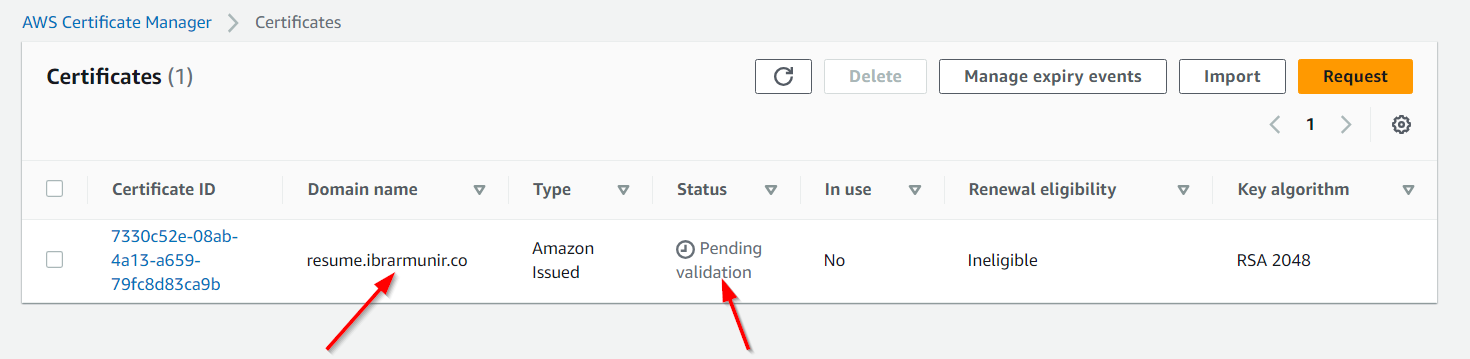 AWS Certificate Manager > Certificates
Certificates (1) Delete Manage expiry events Import Request
1
Certificate ID Domain name Type Status In use Renewal eligibility Key algorithm
7330c52e-08ab-
4a13-a659-
79fc8d83ca9b
resume.ibrarmunir.co
Amazon
Issued
Pending
validation
No
Ineligible
RSA 2048